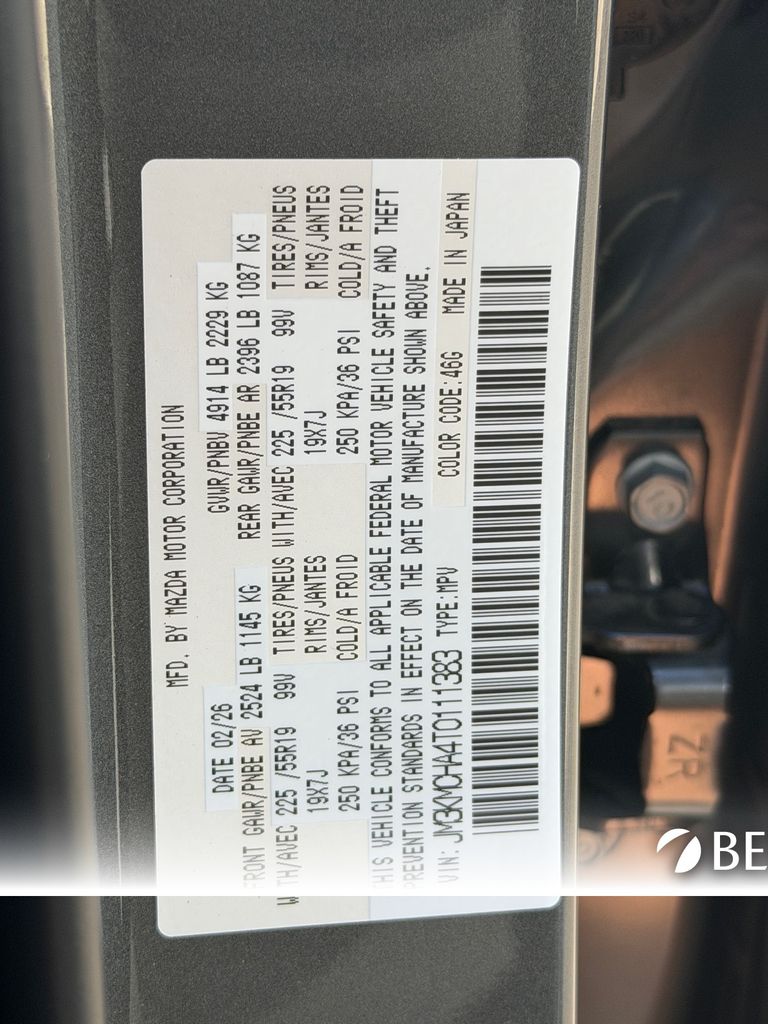 MFD. BY MAZDA MOTOR CORPORATION
DATE 02/26 GVWR/PNBV 4914 LB 2229 KG
FRONT GAWR/PNBE AV 2524 LB 1145 KG REAR GAWR/PNBE AR 2396 LB 1087 KG
WITH/AVEC 225 /55R19 99V TIRES/PNEUS WITH/AVEC 225 /55R19 99V TIRES/PNEUS
19X7J RIMS/JANTES 19X7J RIMS/JANTES
250 KPA/36 PSI COLD/A FROID 250 KPA/36 PSI COLD/A FROID
THIS VEHICLE CONFORMS TO ALL APPLICABLE FEDERAL MOTOR VEHICLE SAFETY AND THEFT
PREVENTION STANDARDS IN EFFECT ON THE DATE OF MANUFACTURE SHOWN ABOVE.
VIN: JM3KMCHA4T0111383 TYPE:MPV COLOR CODE:46G MADE IN JAPAN
ZR
BE